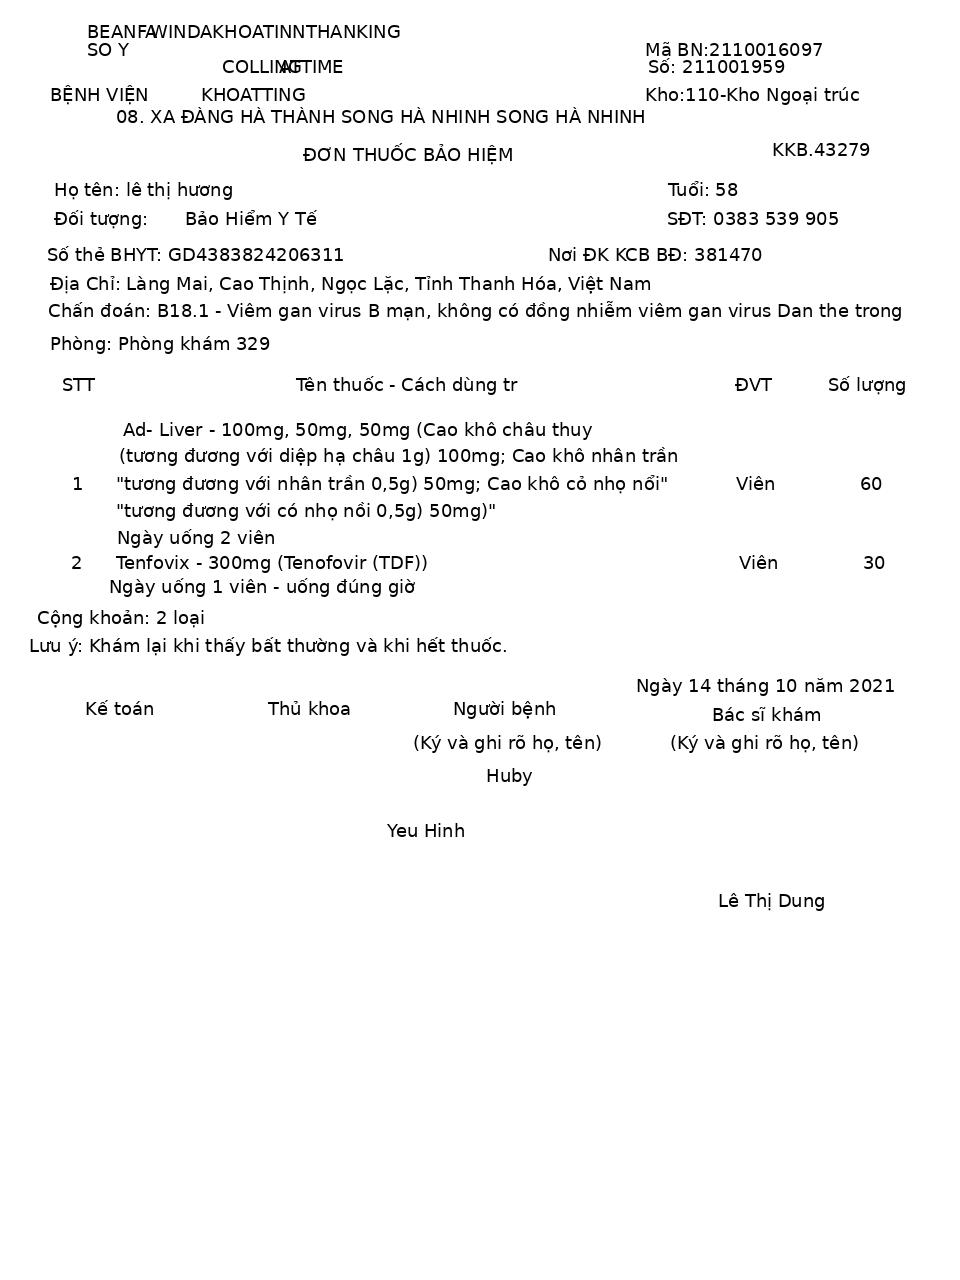 BEANFAWINDAKHOATINNTHANKING
SO Y
Mã BN:2110016097
COLLING TIME
Số: 211001959
BỆNH VIỆN KHOATTING
Kho:110-Kho Ngoại trúc
08. XA ĐÀNG HÀ THÀNH SONG HÀ NHINH SONG HÀ NHINH
ĐƠN THUỐC BẢO HIỆM
KKB.43279
Họ tên: lê thị hương
Tuổi: 58
Đối tượng: Bảo Hiểm Y Tế
SĐT: 0383 539 905
Số thẻ BHYT: GD4383824206311
Nơi ĐK KCB BĐ: 381470
Địa Chỉ: Làng Mai, Cao Thịnh, Ngọc Lặc, Tỉnh Thanh Hóa, Việt Nam
Chấn đoán: B18.1 - Viêm gan virus B mạn, không có đồng nhiễm viêm gan virus Dan the trong
Phòng: Phòng khám 329
STT Tên thuốc - Cách dùng tr ĐVT Số lượng
Ad- Liver - 100mg, 50mg, 50mg (Cao khô châu thuy
(tương đương với diệp hạ châu 1g) 100mg; Cao khô nhân trần
1 "tương đương với nhân trần 0,5g) 50mg; Cao khô cỏ nhọ nổi" Viên 60
"tương đương với có nhọ nồi 0,5g) 50mg)"
Ngày uống 2 viên
2 Tenfovix - 300mg (Tenofovir (TDF)) Viên 30
Ngày uống 1 viên - uống đúng giờ
Cộng khoản: 2 loại
Lưu ý: Khám lại khi thấy bất thường và khi hết thuốc.
Ngày 14 tháng 10 năm 2021
Kế toán Thủ khoa Người bệnh Bác sĩ khám
(Ký và ghi rõ họ, tên) (Ký và ghi rõ họ, tên)
Huby
Yeu Hinh
Lê Thị Dung